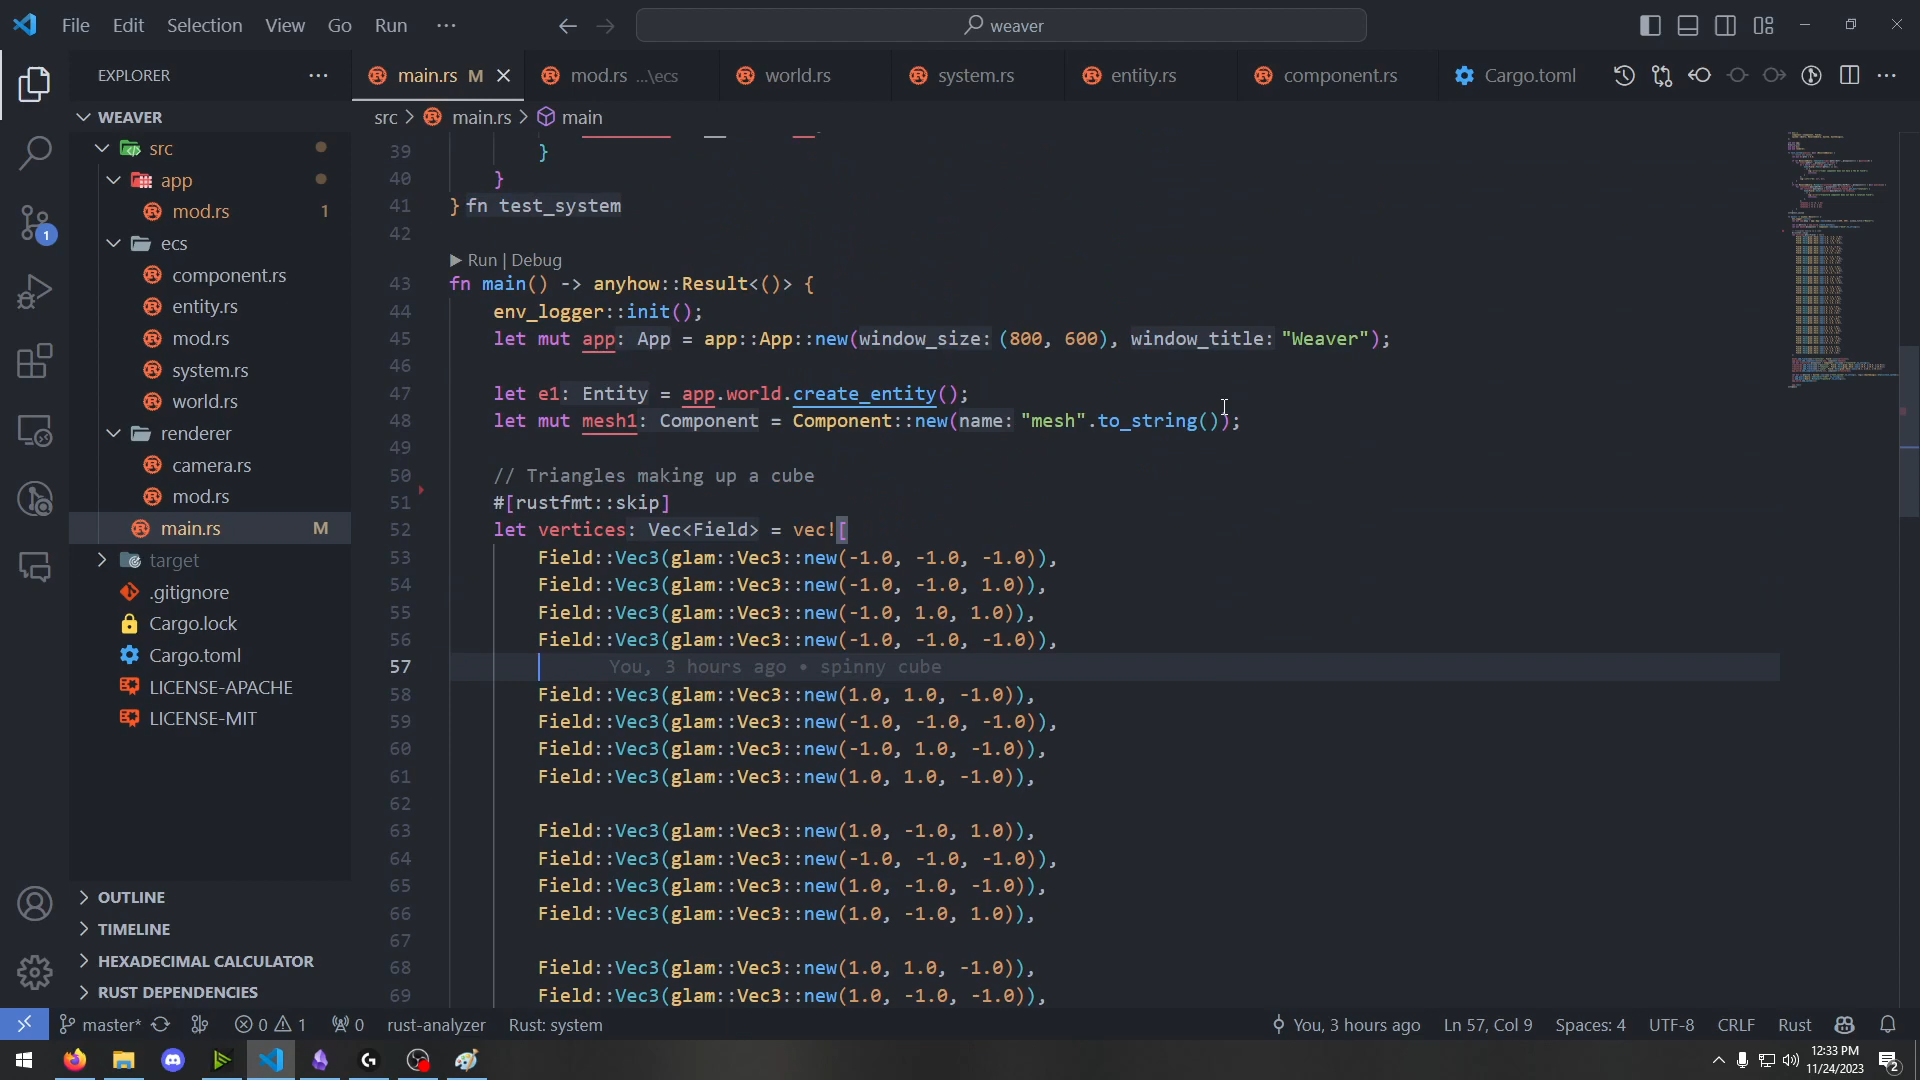 File Edit Selection View Go Run ···
weaver
EXPLORER ···
main.rs M
mod.rs ...\ecs
world.rs
system.rs
entity.rs
component.rs
Cargo.toml
WEAVER
src > main.rs > main
src
app
mod.rs 1
ecs
component.rs
entity.rs
mod.rs
system.rs
world.rs
renderer
camera.rs
mod.rs
main.rs M
target
.gitignore
Cargo.lock
Cargo.toml
LICENSE-APACHE
LICENSE-MIT
OUTLINE
TIMELINE
HEXADECIMAL CALCULATOR
RUST DEPENDENCIES
39 }
40 }
41 } fn test_system
42
Run | Debug
43 fn main() -> anyhow::Result<()> {
44 env_logger::init();
45 let mut app: App = app::App::new(window_size: (800, 600), window_title: "Weaver");
46
47 let e1: Entity = app.world.create_entity();
48 let mut mesh1: Component = Component::new(name: "mesh".to_string());
49
50 // Triangles making up a cube
51 #[rustfmt::skip]
52 let vertices: Vec<Field> = vec![
53 Field::Vec3(glam::Vec3::new(-1.0, -1.0, -1.0)),
54 Field::Vec3(glam::Vec3::new(-1.0, -1.0, 1.0)),
55 Field::Vec3(glam::Vec3::new(-1.0, 1.0, 1.0)),
56 Field::Vec3(glam::Vec3::new(-1.0, -1.0, -1.0)),
57 You, 3 hours ago • spinny cube
58 Field::Vec3(glam::Vec3::new(1.0, 1.0, -1.0)),
59 Field::Vec3(glam::Vec3::new(-1.0, -1.0, -1.0)),
60 Field::Vec3(glam::Vec3::new(-1.0, 1.0, -1.0)),
61 Field::Vec3(glam::Vec3::new(1.0, 1.0, -1.0)),
62
63 Field::Vec3(glam::Vec3::new(1.0, -1.0, 1.0)),
64 Field::Vec3(glam::Vec3::new(-1.0, -1.0, -1.0)),
65 Field::Vec3(glam::Vec3::new(1.0, -1.0, -1.0)),
66 Field::Vec3(glam::Vec3::new(1.0, -1.0, 1.0)),
67
68 Field::Vec3(glam::Vec3::new(1.0, 1.0, -1.0)),
69 Field::Vec3(glam::Vec3::new(1.0, -1.0, -1.0)),
1
master* 0 1 0 rust-analyzer Rust: system
You, 3 hours ago Ln 57, Col 9 Spaces: 4 UTF-8 CRLF Rust
12:33 PM
11/24/2023
2